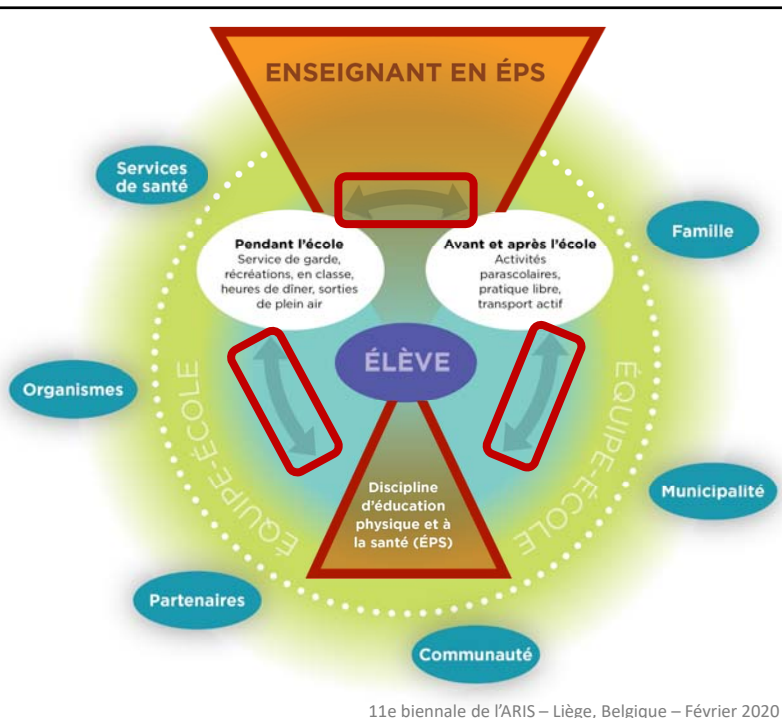 ENSEIGNANT EN ÉPS
Services
de santé
Famille
Pendant l'école
Service de garde,
récréations, en classe,
heures de dîner, sorties
de plein air
Avant et après l'école
Activités
parascolaires,
pratique libre,
transport actif
ÉLÈVE
Organismes
ÉQUIPE-ÉCOLE
ÉQUIPE-ÉCOLE
Discipline
d'éducation
physique et à
la santé (ÉPS)
Municipalité
Partenaires
Communauté
11e biennale de l'ARIS – Liège, Belgique – Février 2020